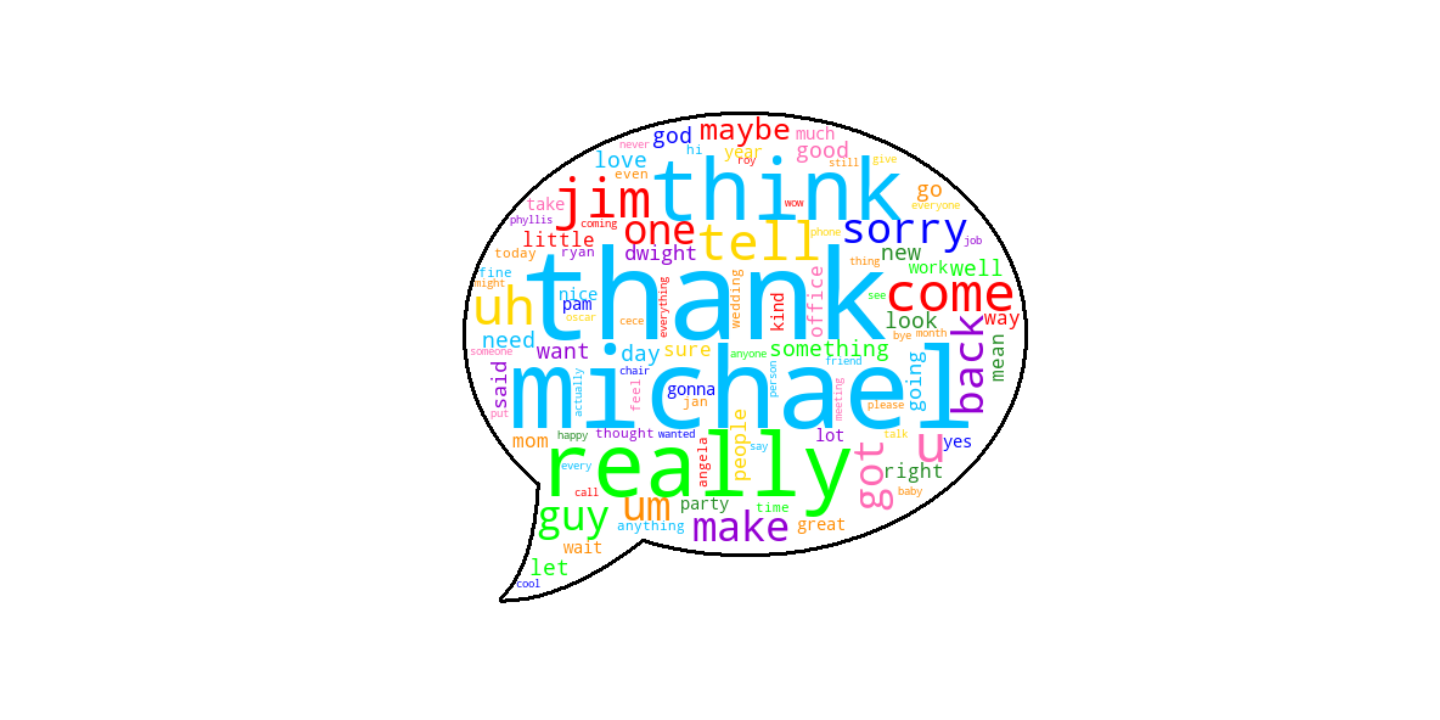 god maybe much
never hi year good
love roy still give
even think
jim take wow go
phyllis coming one tell phone sorry everyone
little job
today ryan dwight thing new
fine work well
might thank come
nice pam wedding kind office see
uh oscar cece everything look way
need bye month
want day sure something back mean
someone anyone friend
said michael going
actually chair person
feel gonna jan meeting please
put
mom happy thought wanted people lot talk u yes
really angela say got right
every
call baby
um party time
guy anything make great
wait
let
cool